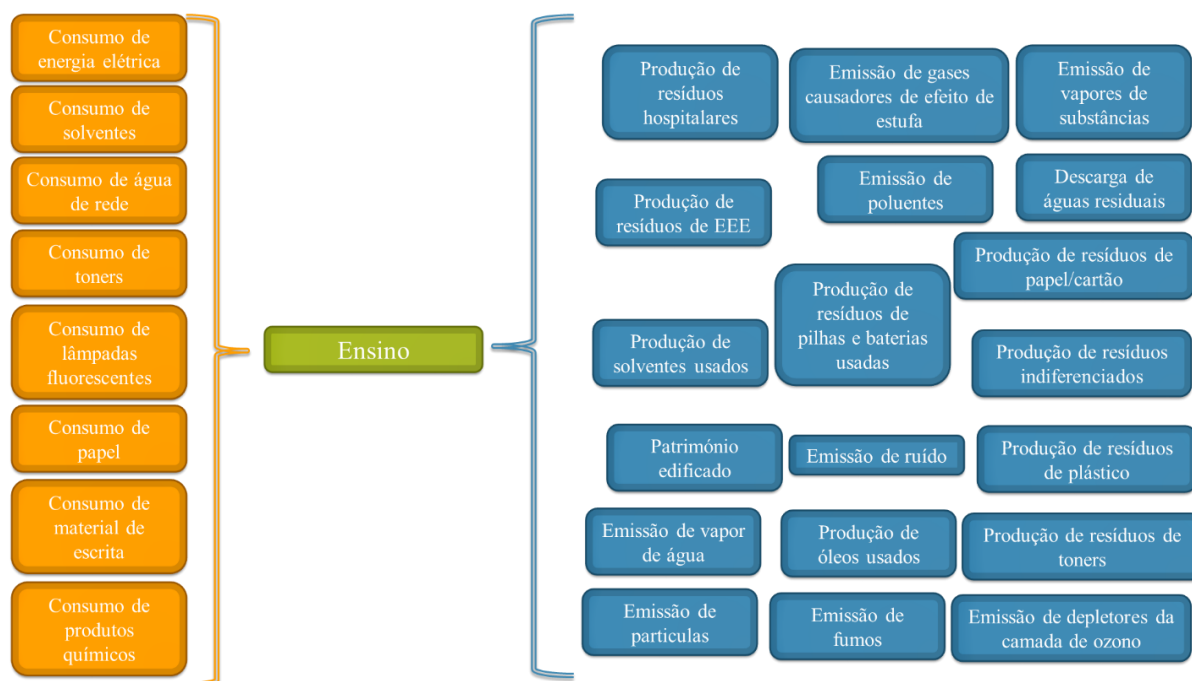 Consumo de
energia elétrica
Consumo de
solventes
Consumo de água
de rede
Consumo de
toners
Consumo de
lâmpadas
fluorescentes
Consumo de
papel
Consumo de
material de
escrita
Consumo de
produtos
químicos
Ensino
Produção de
resíduos
hospitalares
Emissão de gases
causadores de efeito de
estufa
Emissão de
vapores de
substâncias
Produção de
resíduos de EEE
Emissão de
poluentes
Descarga de
águas residuais
Produção de resíduos de
papel/cartão
Produção de
solventes usados
Produção de
resíduos de
pilhas e baterias
usadas
Produção de resíduos
indiferenciados
Património
edificado
Emissão de ruído
Produção de resíduos
de plástico
Emissão de vapor
de água
Produção de
óleos usados
Produção de resíduos de
toners
Emissão de
particulas
Emissão de
fumos
Emissão de depletores da
camada de ozono